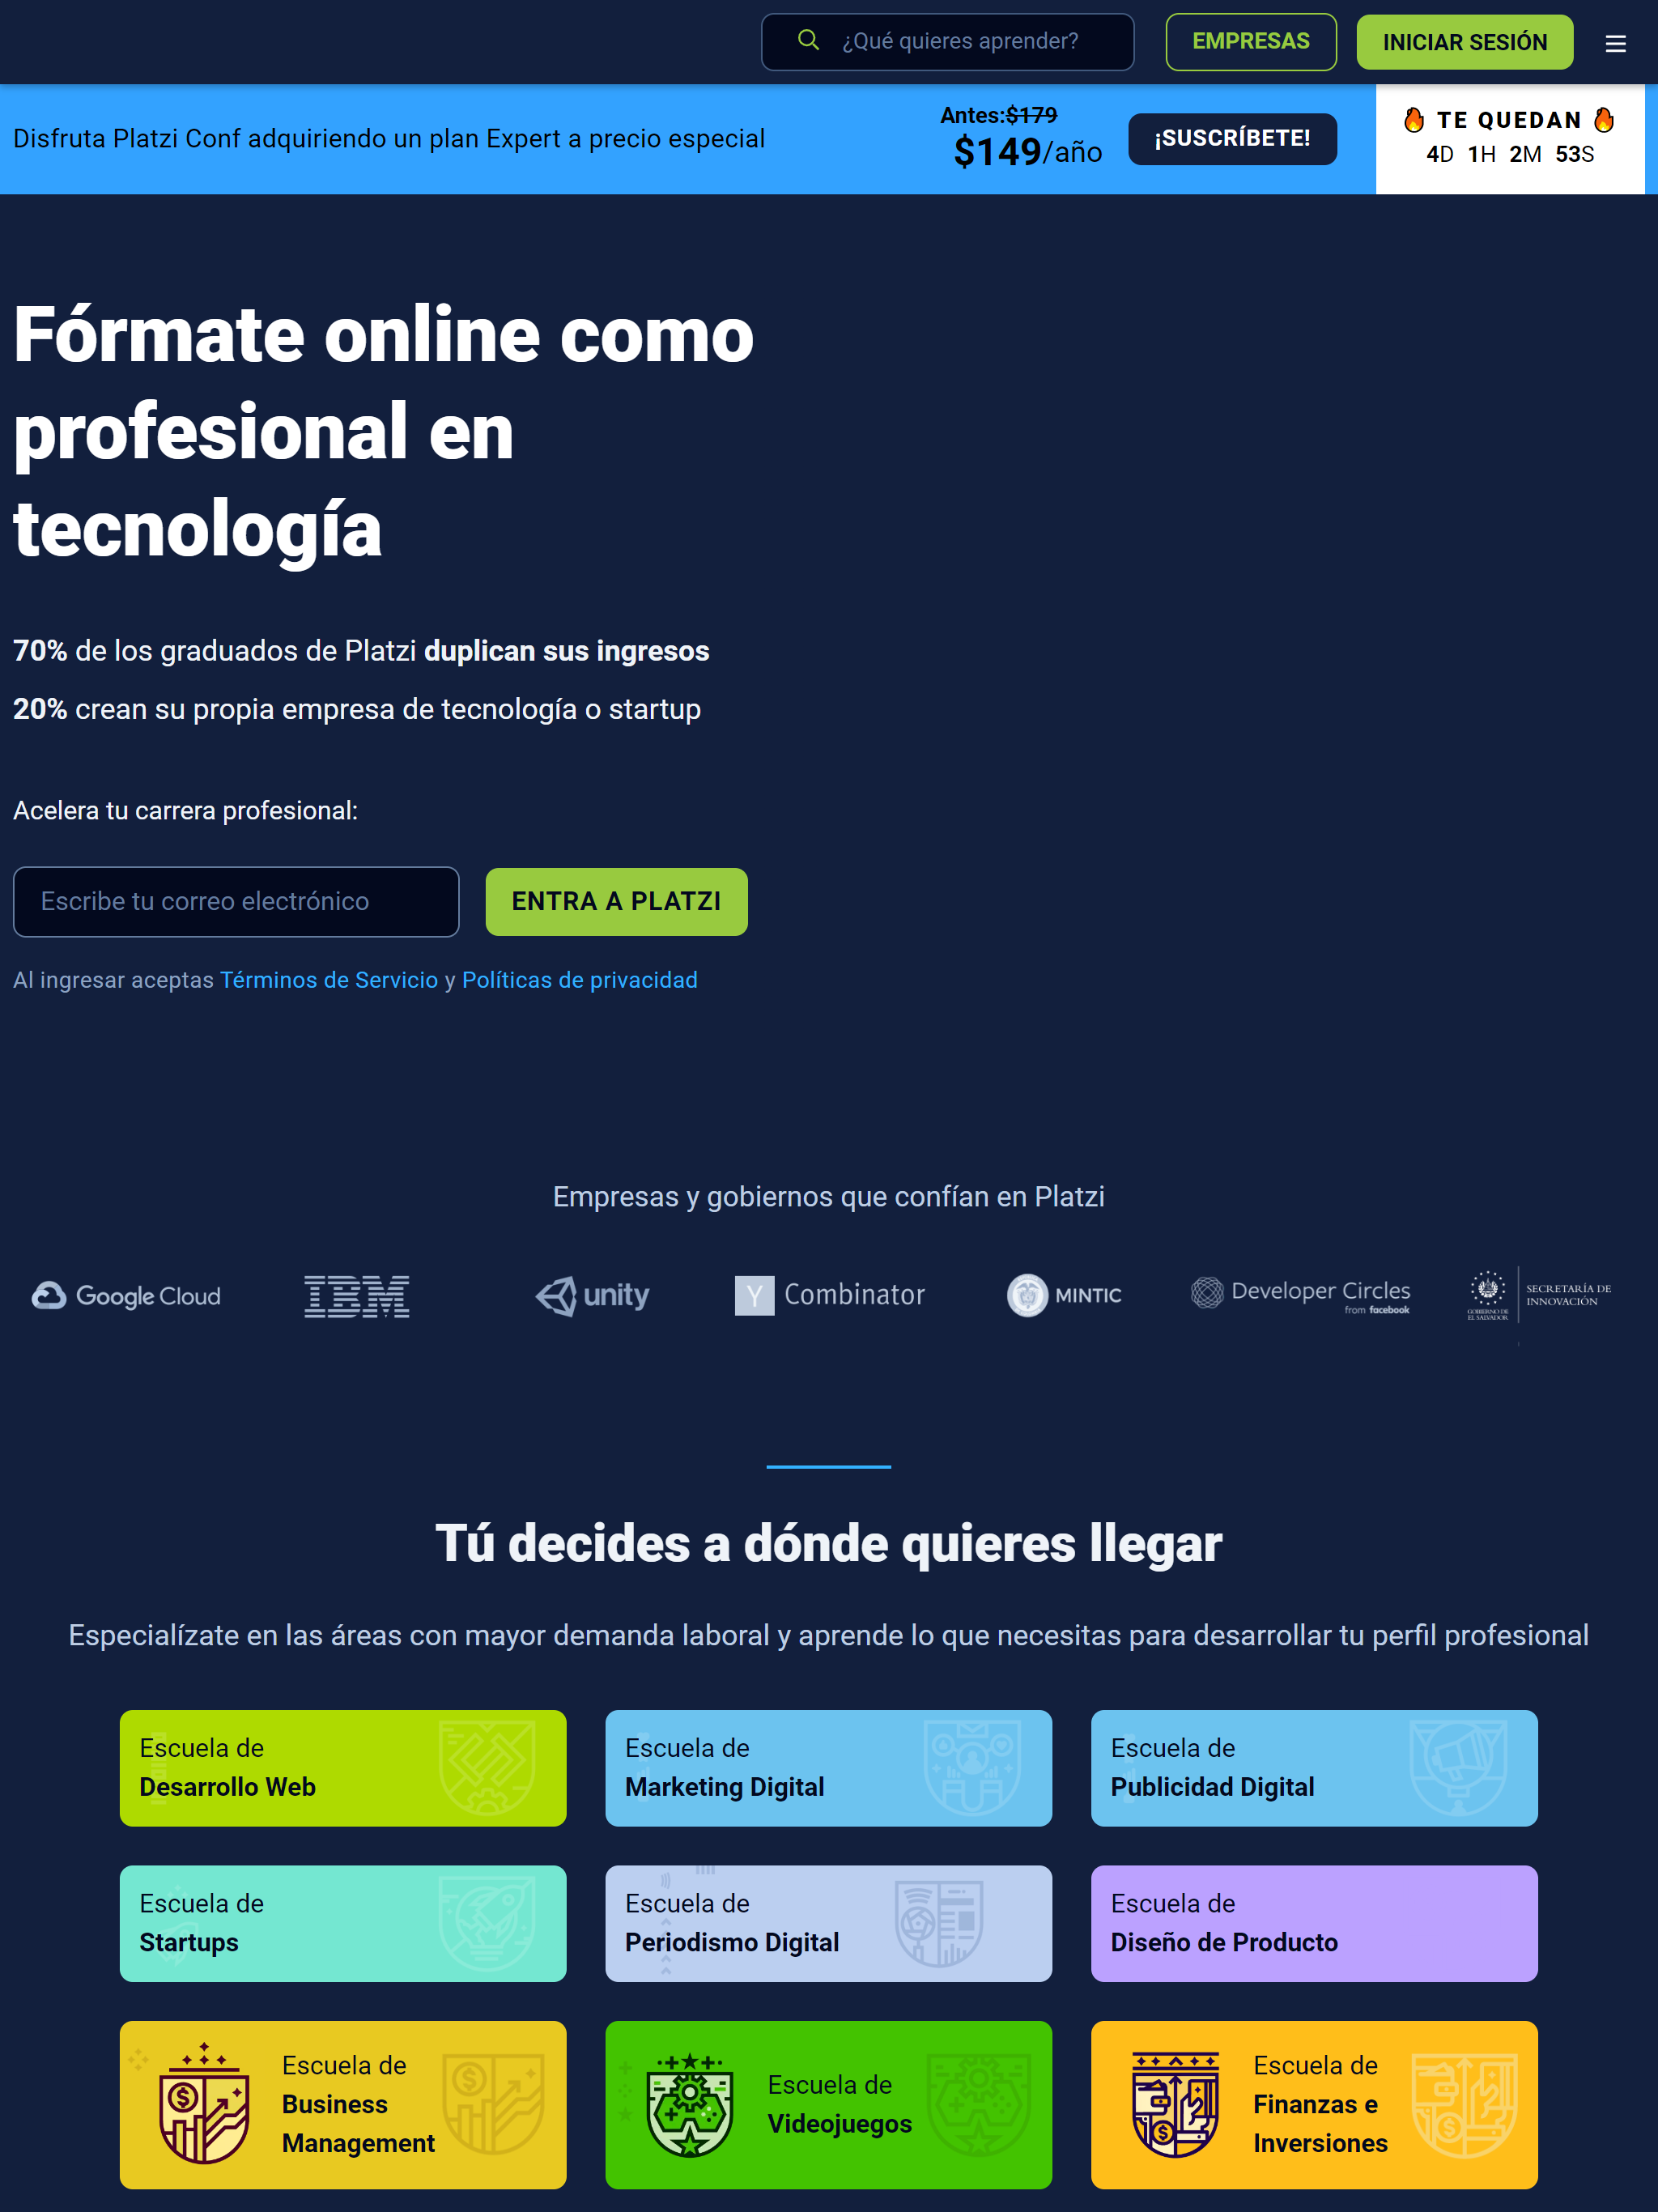 ¿Qué quieres aprender?
EMPRESAS
INICIAR SESIÓN
Disfruta Platzi Conf adquiriendo un plan Expert a precio especial
Antes:$179
$149/año
¡SUSCRÍBETE!
TE QUEDAN
4D 1H 2M 53S
Fórmate online como
profesional en
tecnología
70% de los graduados de Platzi duplican sus ingresos
20% crean su propia empresa de tecnología o startup
Acelera tu carrera profesional:
Escribe tu correo electrónico
ENTRA A PLATZI
Al ingresar aceptas Términos de Servicio y Políticas de privacidad
Empresas y gobiernos que confían en Platzi
Google Cloud
IBM
unity
Y Combinator
MINTIC
Developer Circles
from facebook
GOBIERNO DE
EL SALVADOR
SECRETARÍA DE
INNOVACIÓN
Tú decides a dónde quieres llegar
Especialízate en las áreas con mayor demanda laboral y aprende lo que necesitas para desarrollar tu perfil profesional
Escuela de
Desarrollo Web
Escuela de
Marketing Digital
Escuela de
Publicidad Digital
Escuela de
Startups
Escuela de
Periodismo Digital
Escuela de
Diseño de Producto
Escuela de
Business
Management
Escuela de
Videojuegos
Escuela de
Finanzas e
Inversiones